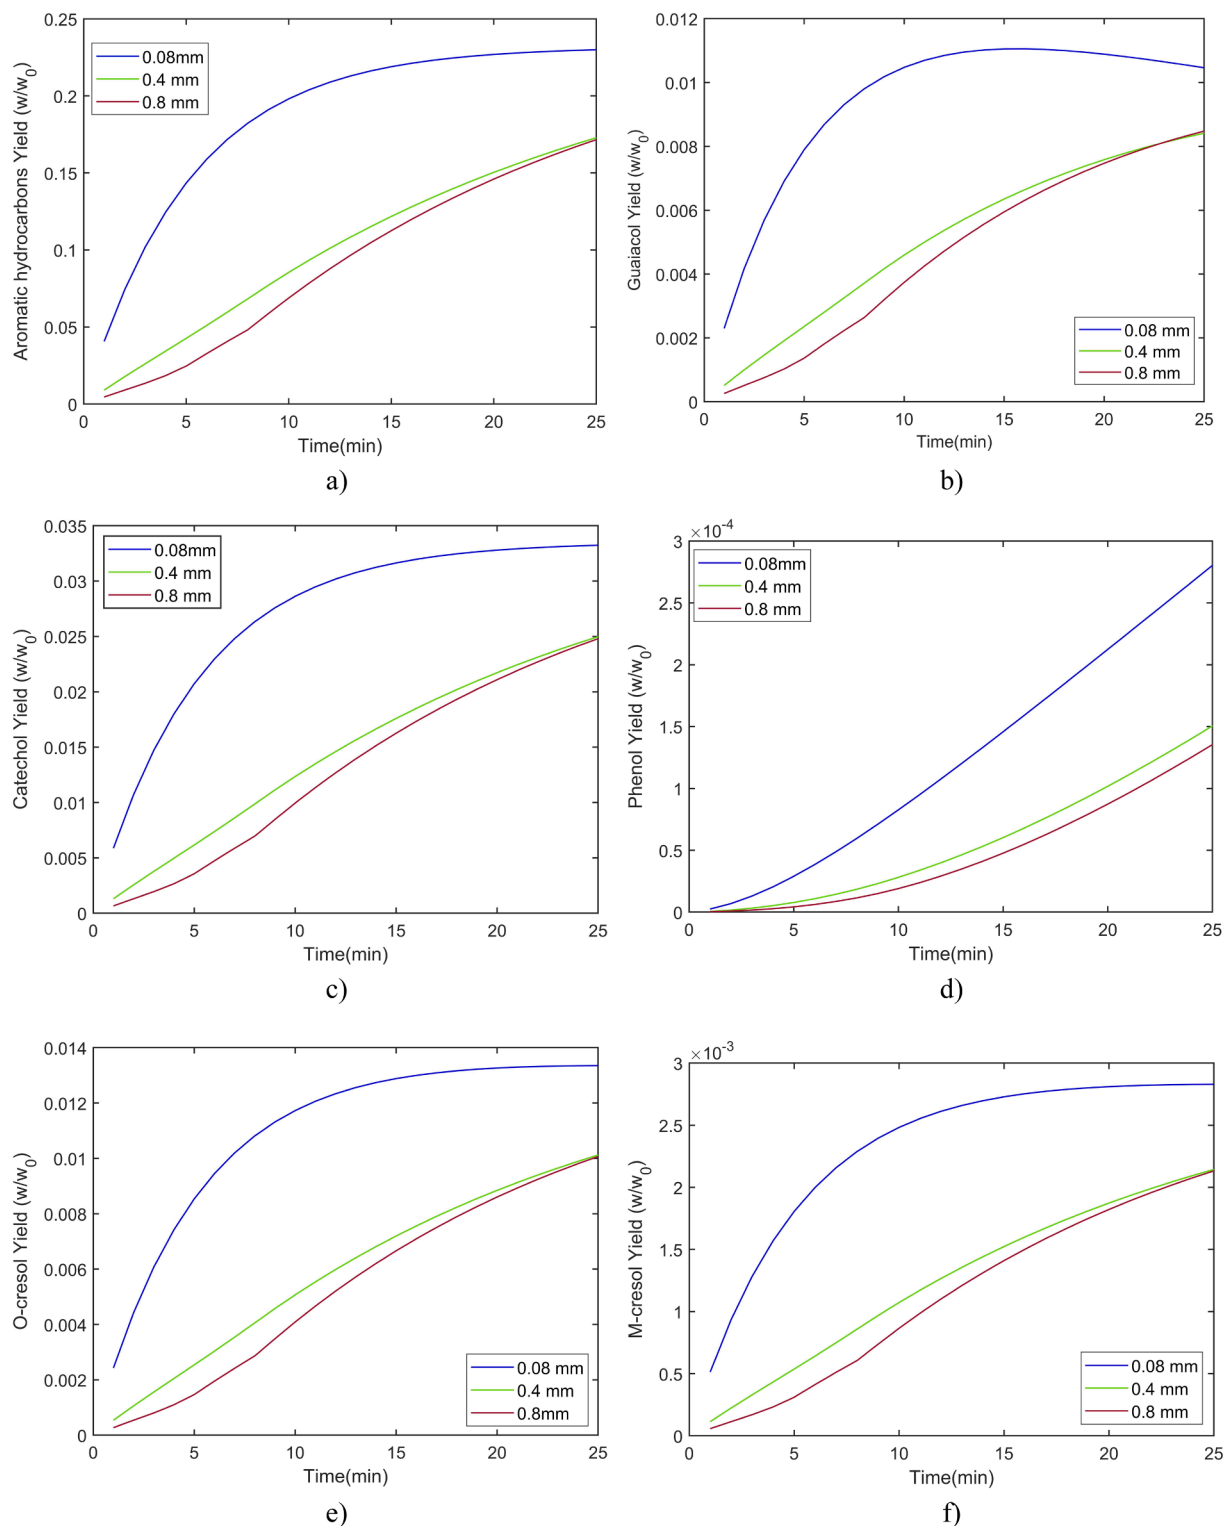 0.25
0.2
0.15
0.1
0.05
0
Aromatic hydrocarbons Yield (w/w0)
0.08mm
0.4 mm
0.8 mm
0 5 10 15 20 25
Time(min)
a)
0.012
0.01
0.008
0.006
0.004
0.002
0
Guaiacol Yield (w/w0)
0.08 mm
0.4 mm
0.8 mm
0 5 10 15 20 25
Time(min)
b)
0.035
0.03
0.025
0.02
0.015
0.01
0.005
0
Catechol Yield (w/w0)
0.08mm
0.4 mm
0.8 mm
0 5 10 15 20 25
Time(min)
c)
×10-4
3
2.5
2
1.5
1
0.5
0
Phenol Yield (w/w0)
0.08mm
0.4 mm
0.8 mm
0 5 10 15 20 25
Time(min)
d)
0.014
0.012
0.01
0.008
0.006
0.004
0.002
0
O-cresol Yield (w/w0)
0.08 mm
0.4 mm
0.8mm
0 5 10 15 20 25
Time(min)
e)
×10-3
3
2.5
2
1.5
1
0.5
0
M-cresol Yield (w/w0)
0.08 mm
0.4 mm
0.8 mm
0 5 10 15 20 25
Time(min)
f)